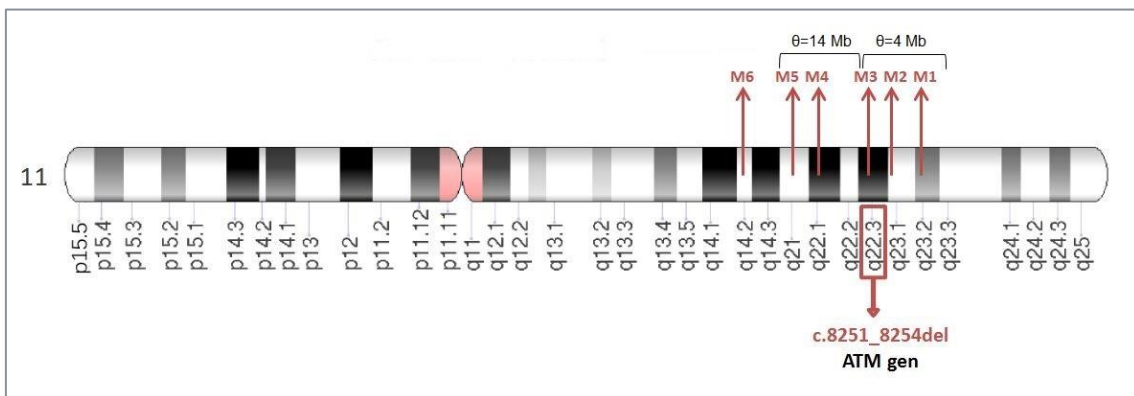 θ=14 Mb θ=4 Mb
M6 M5 M4 M3 M2 M1
11
p15.5 p15.4 p15.3 p15.2 p15.1 p14.3 p14.2 p14.1 p13 p12 p11.2 p11.12 p11.11 q11 q12.1 q12.2 q13.1 q13.2 q13.3 q13.4 q13.5 q14.1 q14.2 q14.3 q21 q22.1 q22.2 q22.3 q23.1 q23.2 q23.3 q24.1 q24.2 q24.3 q25
c.8251_8254del
ATM gen